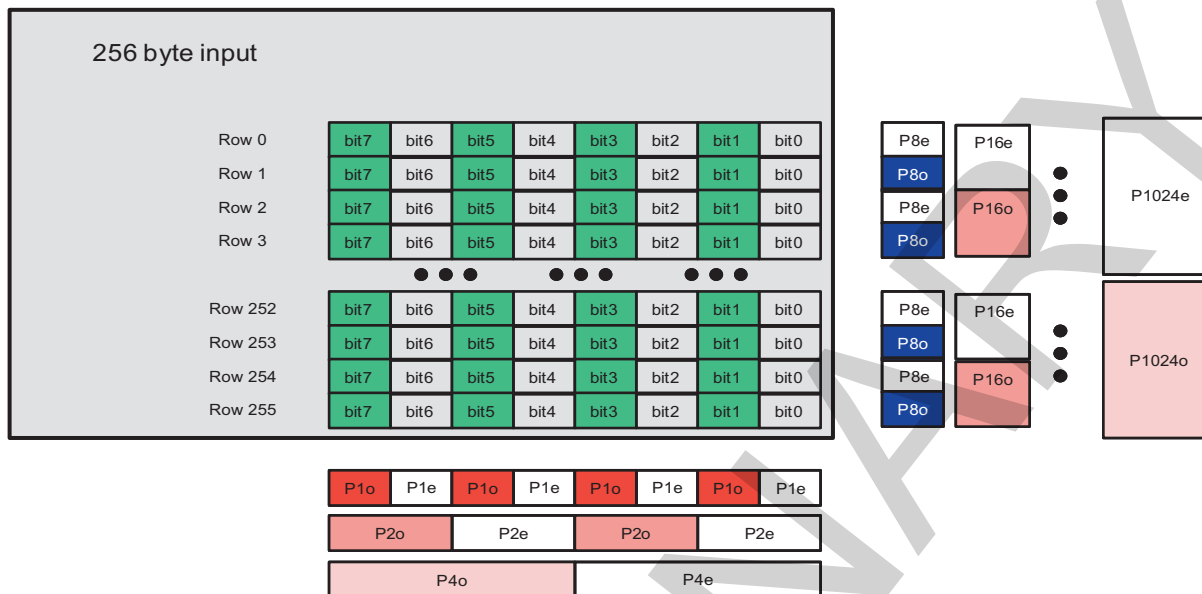 256 byte input
Row 0 bit7 bit6 bit5 bit4 bit3 bit2 bit1 bit0 P8e P16e
Row 1 bit7 bit6 bit5 bit4 bit3 bit2 bit1 bit0 P8o
Row 2 bit7 bit6 bit5 bit4 bit3 bit2 bit1 bit0 P8e P16o P1024e
Row 3 bit7 bit6 bit5 bit4 bit3 bit2 bit1 bit0 P8o
Row 252 bit7 bit6 bit5 bit4 bit3 bit2 bit1 bit0 P8e P16e
Row 253 bit7 bit6 bit5 bit4 bit3 bit2 bit1 bit0 P8o P1024o
Row 254 bit7 bit6 bit5 bit4 bit3 bit2 bit1 bit0 P8e P16o
Row 255 bit7 bit6 bit5 bit4 bit3 bit2 bit1 bit0 P8o
P1o P1e P1o P1e P1o P1e P1o P1e
P2o P2e P2o P2e
P4o P4e
NARY